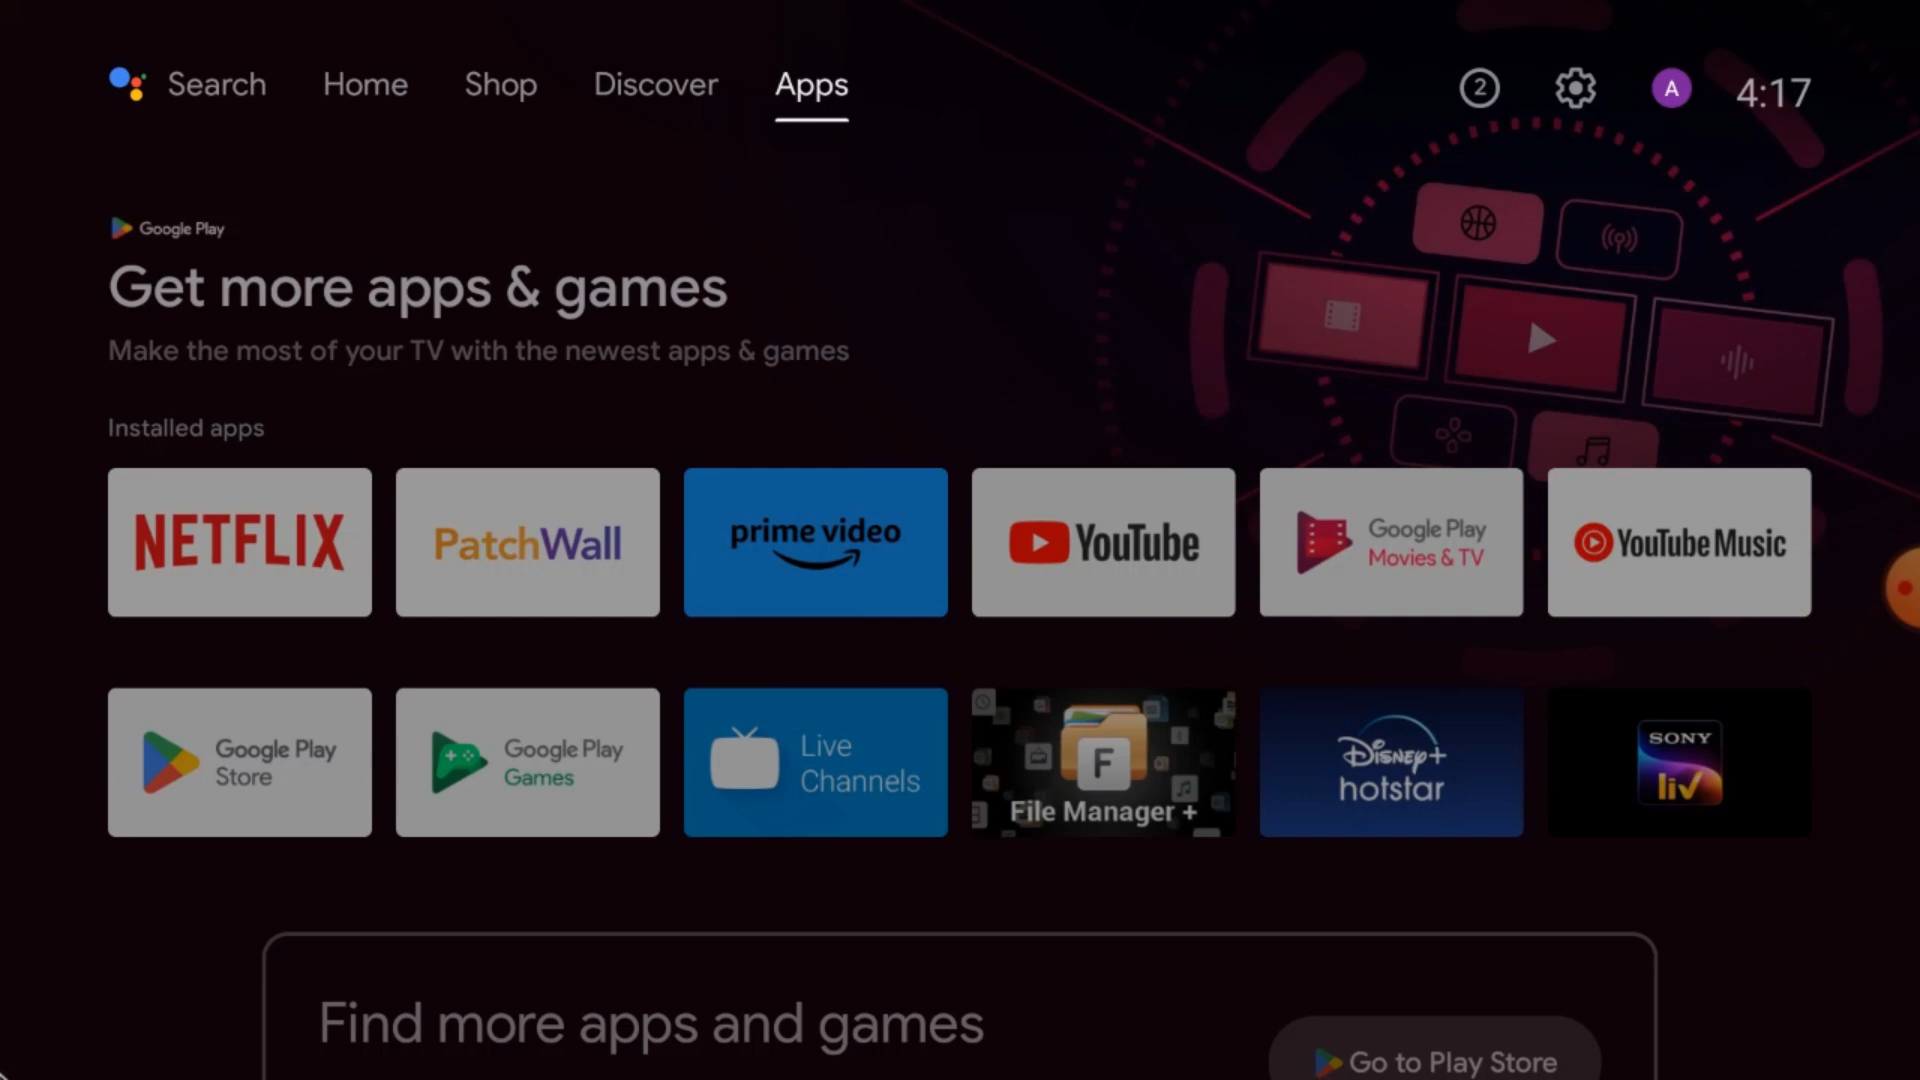 Search Home Shop Discover Apps 2 A 4:17
Google Play
Get more apps & games
Make the most of your TV with the newest apps & games
Installed apps
NETFLIX
PatchWall
prime video
YouTube
Google Play
Movies & TV
YouTube Music
Google Play
Store
Google Play
Games
Live
Channels
F
File Manager +
Disney+
hotstar
SONY
liv
Find more apps and games
Go to Play Store